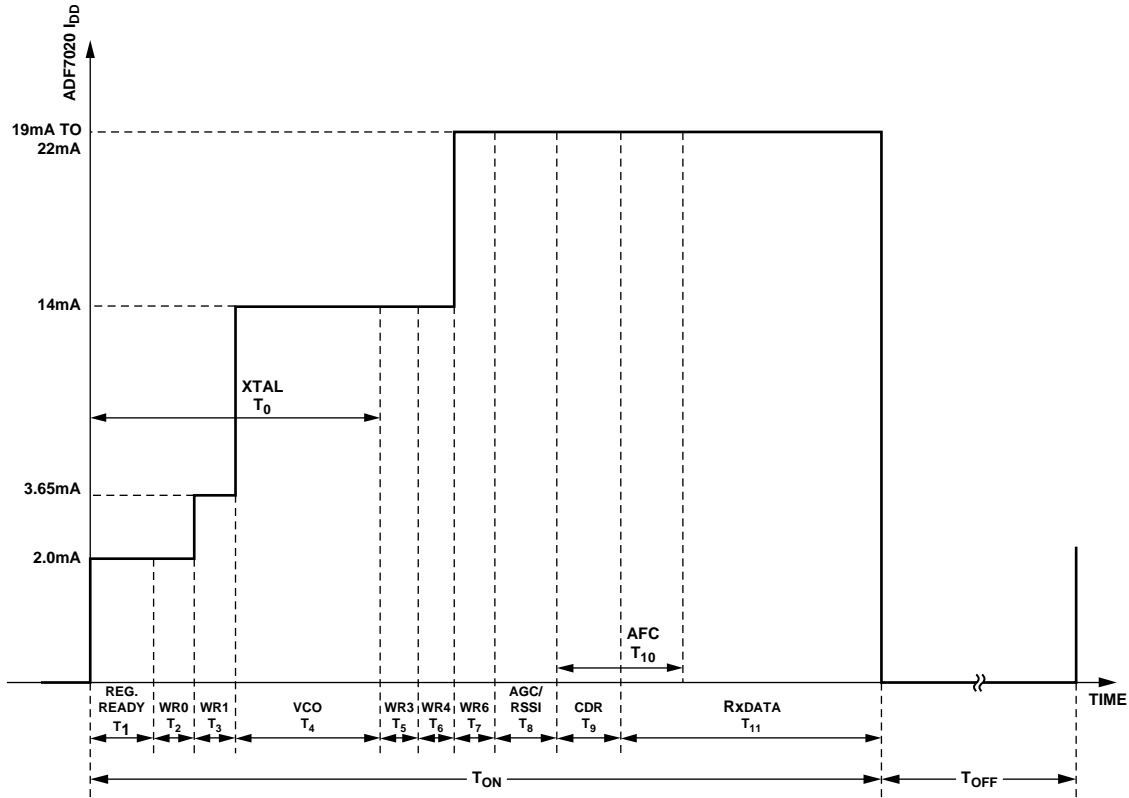 ADF7020 IDD
19mA TO
22mA
14mA
XTAL
T0
3.65mA
2.0mA
AFC
T10
REG.
READY
T1
WR0
T2
WR1
T3
VCO
T4
WR3
T5
WR4
T6
WR6
T7
AGC/
RSSI
T8
CDR
T9
RxDATA
T11
TIME
TON
TOFF